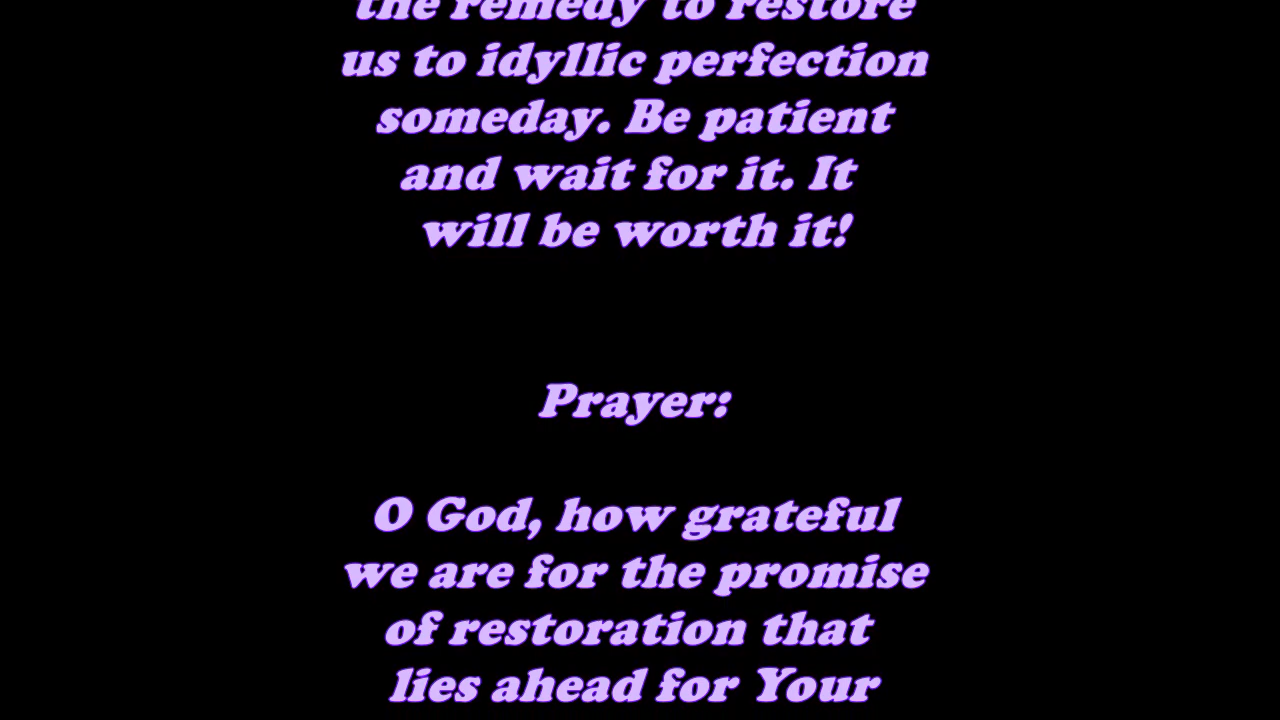 the remedy to restore
us to idyllic perfection
someday. Be patient
and wait for it. It
will be worth it!
Prayer:
O God, how grateful
we are for the promise
of restoration that
lies ahead for Your